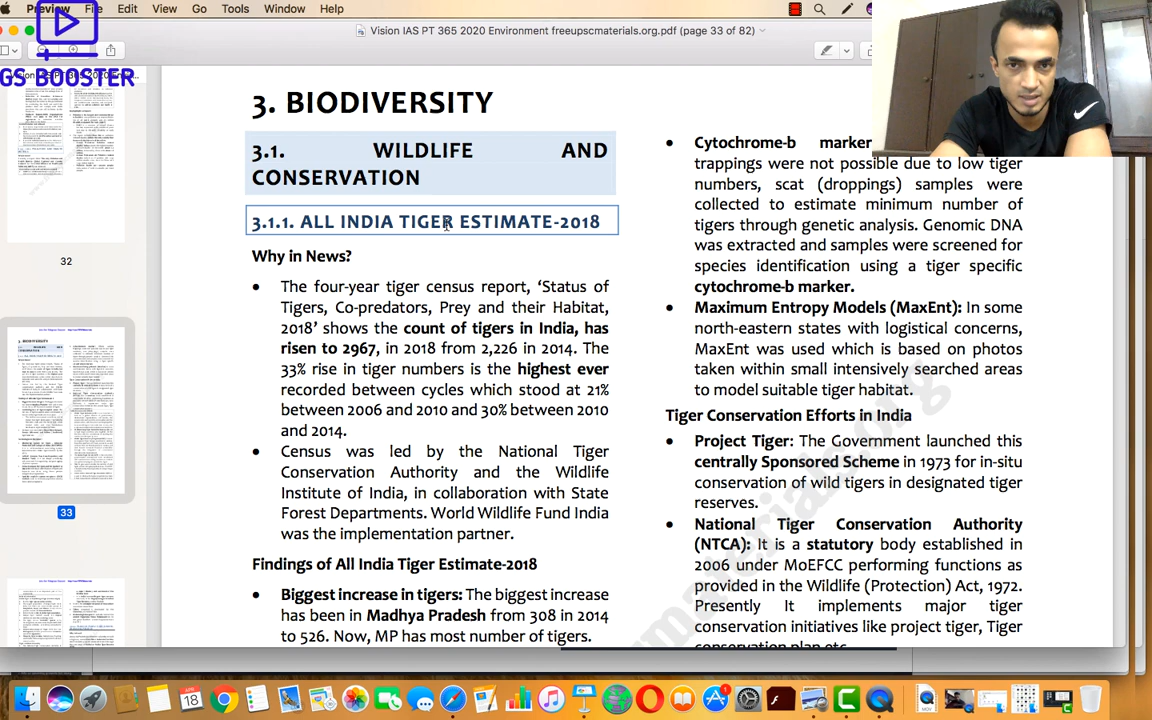 Preview File Edit View Go Tools Window Help
Vision IAS PT 365 2020 Environment freeupscmaterials.org.pdf (page 33 of 82)
GS BOOSTER
32
33
3. BIODIVERSITY
3.1. WILDLIFE AND
CONSERVATION
3.1.1. ALL INDIA TIGER ESTIMATE-2018
Why in News?
• The four-year tiger census report, ‘Status of
Tigers, Co-predators, Prey and their Habitat,
2018’ shows the count of tigers in India, has
risen to 2967, in 2018 from 2,226 in 2014. The
33% rise in tiger numbers is the highest ever
recorded between cycles which stood at 21%
between 2006 and 2010 and 30% between 2010
and 2014.
• Census was led by the National Tiger
Conservation Authority and the Wildlife
Institute of India, in collaboration with State
Forest Departments. World Wildlife Fund India
was the implementation partner.
Findings of All India Tiger Estimate-2018
• Biggest increase in tigers: The biggest increase
has been in Madhya Pradesh from 308 in 2014
to 526. Now, MP has most number of tigers.
• Cytochrome-b marker
trappings were not possible due to low tiger
numbers, scat (droppings) samples were
collected to estimate minimum number of
tigers through genetic analysis. Genomic DNA
was extracted and samples were screened for
species identification using a tiger specific
cytochrome-b marker.
• Maximum Entropy Models (MaxEnt): In some
north-eastern states with logistical concerns,
MaxEnt was used which is based on photos
taken within small intensively searched areas
to model suitable tiger habitat.
Tiger Conservation Efforts in India
• Project Tiger: The Government launched this
centrally Sponsored Scheme in 1973 for in-situ
conservation of wild tigers in designated tiger
reserves.
• National Tiger Conservation Authority
(NTCA): It is a statutory body established in
2006 under MoEFCC performing functions as
provided in the Wildlife (Protection) Act, 1972.
Presently It implements major tiger
conservation initiatives like project tiger, Tiger
conservation plan etc.
APR
18